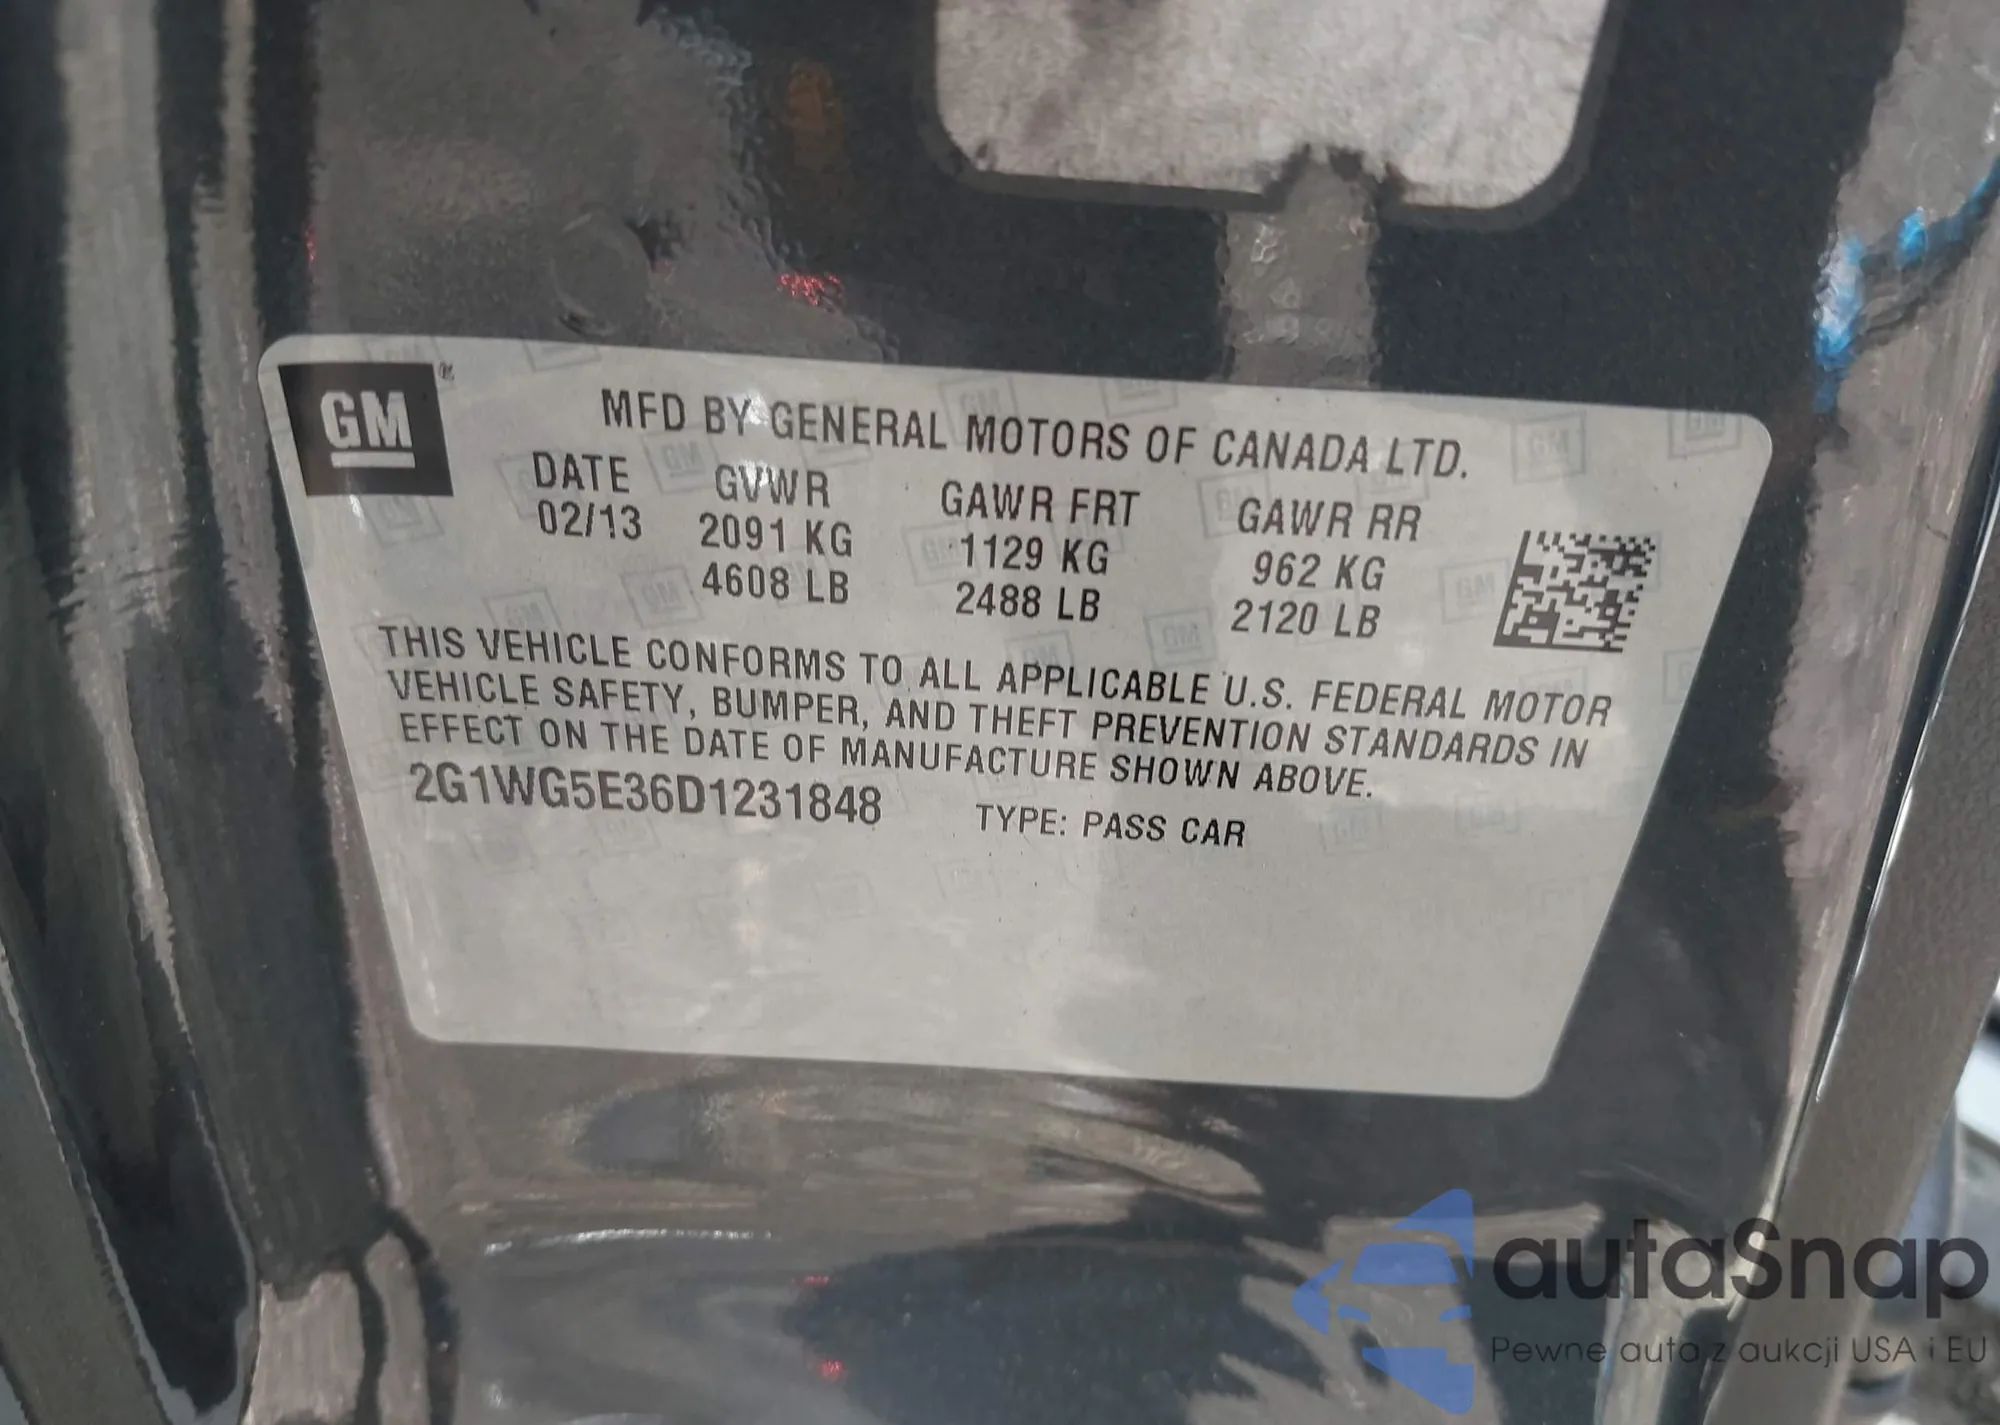 GM®
MFD BY GENERAL MOTORS OF CANADA LTD.
DATE GVWR GAWR FRT GAWR RR
02/13 2091 KG 1129 KG 962 KG
4608 LB 2488 LB 2120 LB
THIS VEHICLE CONFORMS TO ALL APPLICABLE U.S. FEDERAL MOTOR
VEHICLE SAFETY, BUMPER, AND THEFT PREVENTION STANDARDS IN
EFFECT ON THE DATE OF MANUFACTURE SHOWN ABOVE.
2G1WG5E36D1231848 TYPE: PASS CAR
autaSnap
Pewne auta z aukcji USA i EU